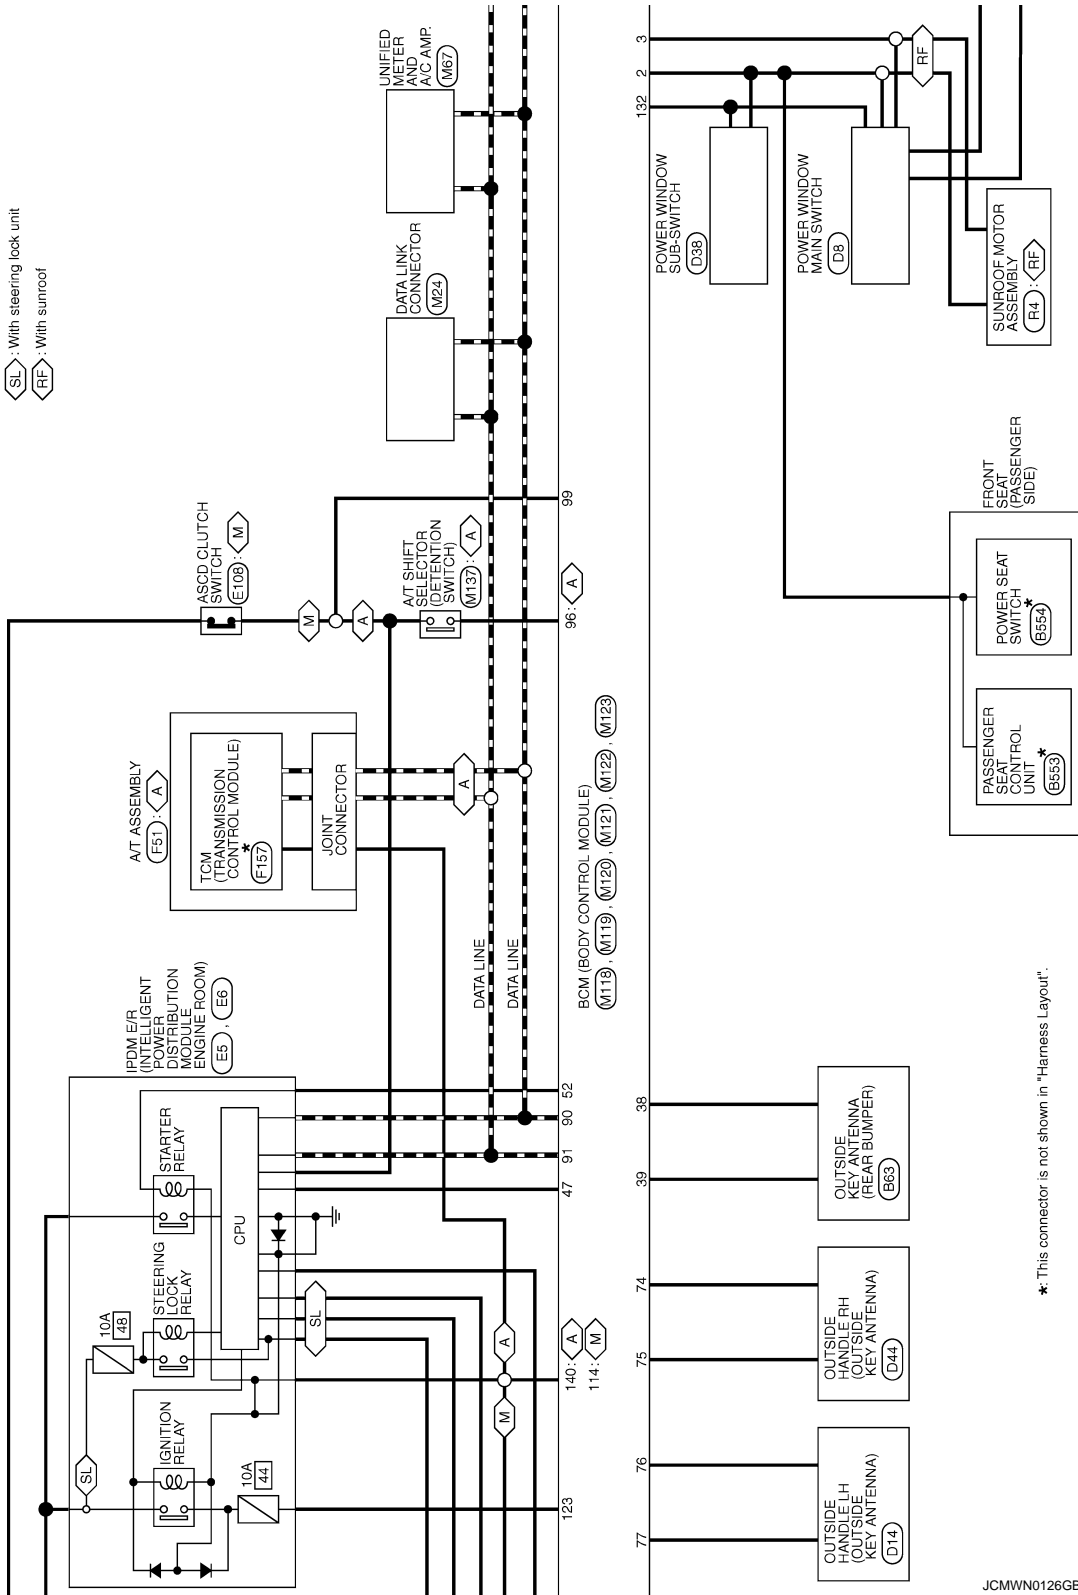 SL : With steering lock unit
RF : With sunroof
IPDM E/R
(INTELLIGENT
POWER
DISTRIBUTION
MODULE
ENGINE ROOM)
E5 , E6
SL
10A
48
IGNITION
RELAY
10A
44
STEERING
LOCK
RELAY
STARTER
RELAY
CPU
SL
A/T ASSEMBLY
F51 : A
TCM
(TRANSMISSION
CONTROL MODULE)
*
F157
JOINT
CONNECTOR
A
ASCD CLUTCH
SWITCH
E108 : M
M
A
A/T SHIFT
SELECTOR
(DETENTION
SWITCH)
M137 : A
DATA LINK
CONNECTOR
M24
UNIFIED
METER
AND
A/C AMP.
M67
DATA LINE
DATA LINE
M
A
123
140: A
114: M
47
91
90
52
96: A
99
BCM (BODY CONTROL MODULE)
M118 , M119 , M120 , M121 , M122 , M123
77
76
75
74
39
38
132
2
3
OUTSIDE
HANDLE LH
(OUTSIDE
KEY ANTENNA)
D14
OUTSIDE
HANDLE RH
(OUTSIDE
KEY ANTENNA)
D44
OUTSIDE
KEY ANTENNA
(REAR BUMPER)
B63
FRONT
SEAT
(PASSENGER
SIDE)
PASSENGER
SEAT
CONTROL
UNIT *
B553
POWER SEAT
SWITCH *
B554
POWER WINDOW
SUB-SWITCH
D38
POWER WINDOW
MAIN SWITCH
D8
RF
SUNROOF MOTOR
ASSEMBLY
R4 : RF
*: This connector is not shown in "Harness Layout".
JCMWN0126GB